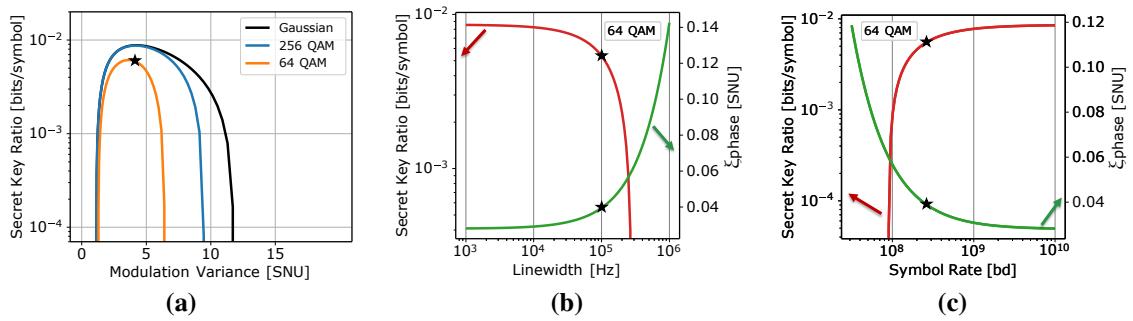 Secret Key Ratio [bits/symbol]
10⁻²
10⁻³
10⁻⁴
Gaussian
256 QAM
64 QAM
0 5 10 15
Modulation Variance [SNU]
(a)
Secret Key Ratio [bits/symbol]
10⁻²
10⁻³
64 QAM
0.14
0.12
0.10
0.08
0.06
0.04
ξphase [SNU]
10³ 10⁴ 10⁵ 10⁶
Linewidth [Hz]
(b)
Secret Key Ratio [bits/symbol]
10⁻²
10⁻³
10⁻⁴
64 QAM
0.12
0.10
0.08
0.06
0.04
ξphase [SNU]
10⁸ 10⁹ 10¹⁰
Symbol Rate [bd]
(c)